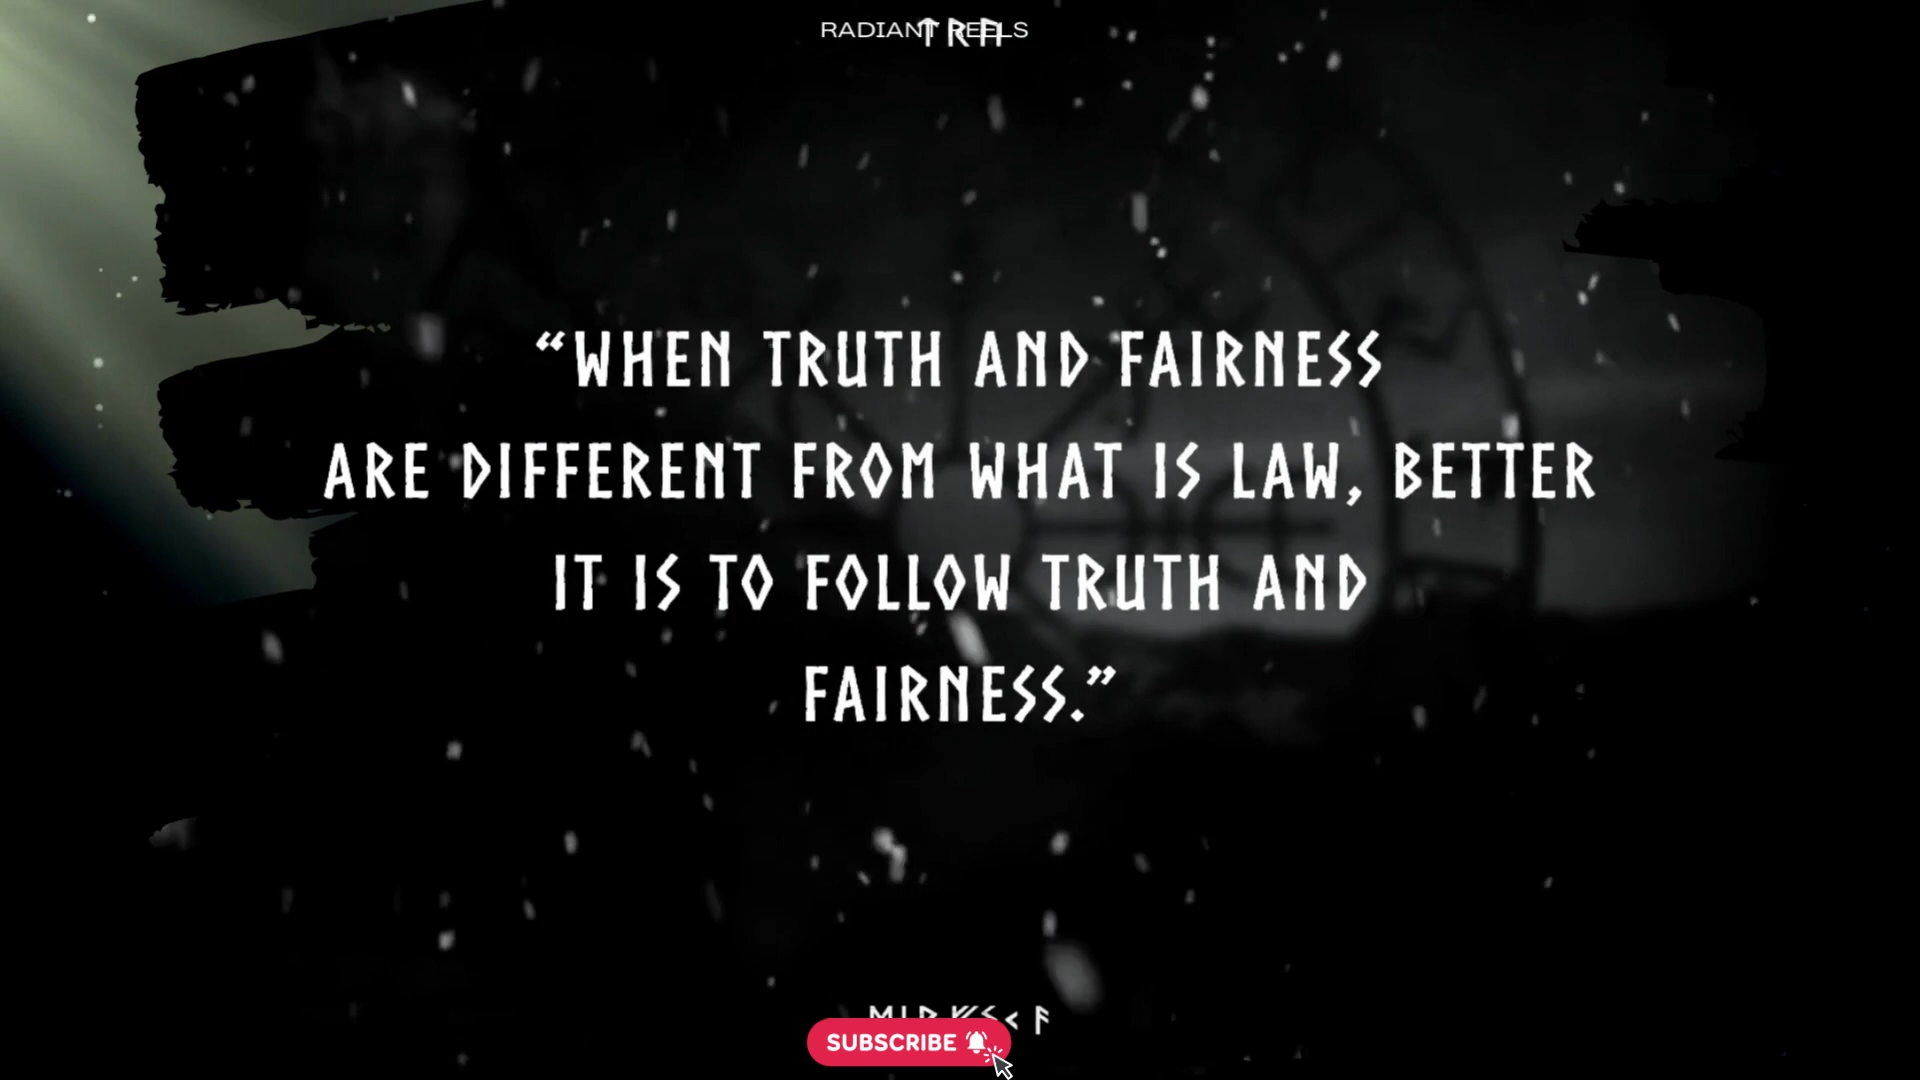 RADIANT REELS
“WHEN TRUTH AND FAIRNESS
ARE DIFFERENT FROM WHAT IS LAW, BETTER
IT IS TO FOLLOW TRUTH AND
FAIRNESS.”
SUBSCRIBE